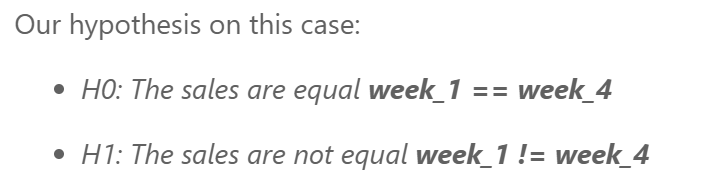 Our hypothesis on this case:
• H0: The sales are equal week_1 == week_4
• H1: The sales are not equal week_1 != week_4